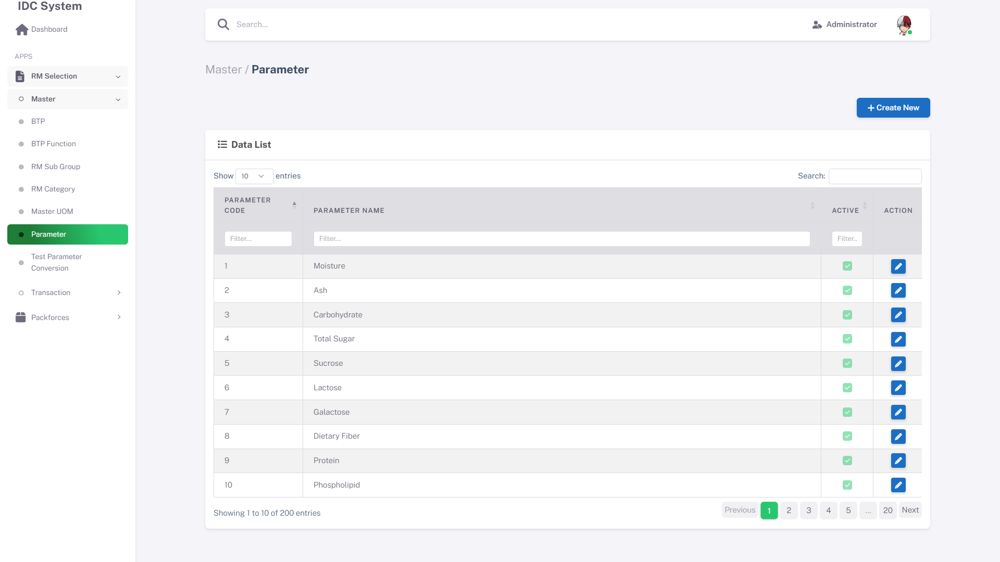 IDC System
Dashboard
APPS
RM Selection
Master
BTP
BTP Function
RM Sub Group
RM Category
Master UOM
Parameter
Test Parameter
Conversion
Transaction
Packforces
Search...
Administrator
Master / Parameter
+ Create New
Data List
Show 10 entries
Search:
PARAMETER
CODE
PARAMETER NAME
ACTIVE
ACTION
Filter...
Filter...
Filter..
1 Moisture
2 Ash
3 Carbohydrate
4 Total Sugar
5 Sucrose
6 Lactose
7 Galactose
8 Dietary Fiber
9 Protein
10 Phospholipid
Showing 1 to 10 of 200 entries
Previous 1 2 3 4 5 ... 20 Next